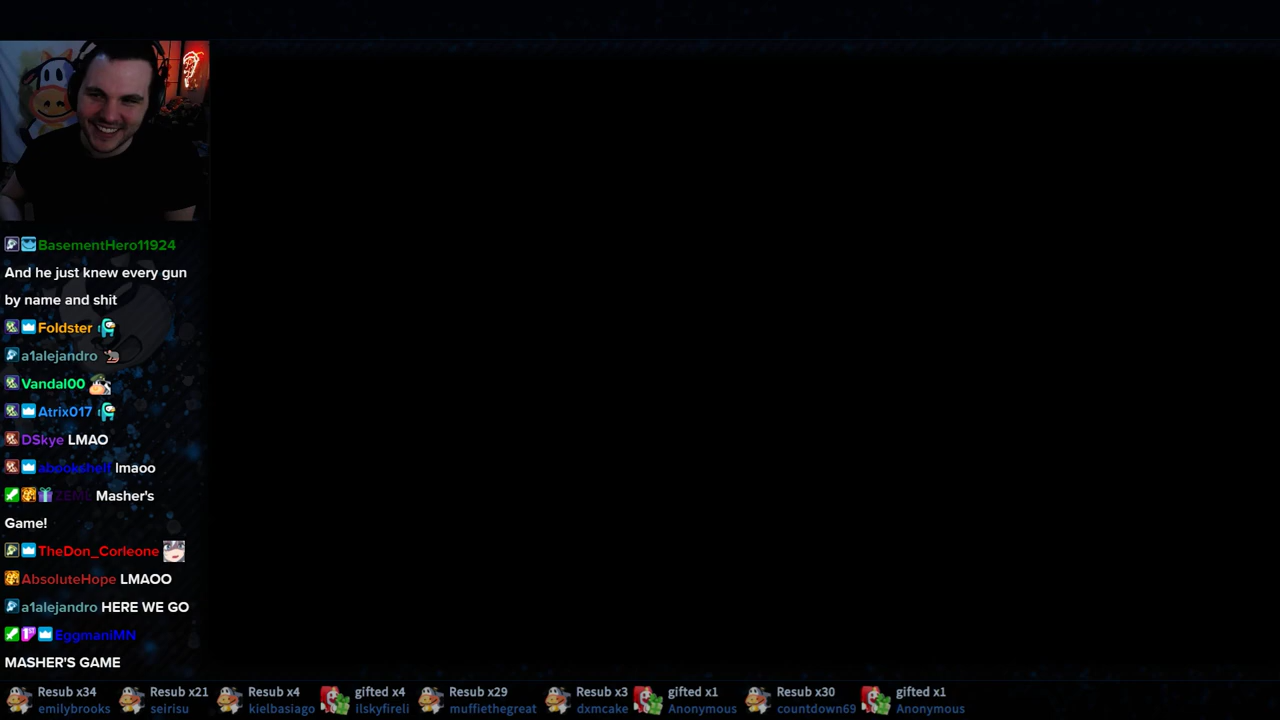 BasementHero11924
And he just knew every gun
by name and shit
Foldster
a1alejandro
Vandal00
Atrix017
DSkye LMAO
abookshelf lmaoo
Masher's
Game!
TheDon_Corleone
AbsoluteHope LMAOO
a1alejandro HERE WE GO
EggmaniMN
MASHER'S GAME
Resub x34 Resub x21 Resub x4 gifted x4 Resub x29 Resub x3 gifted x1 Resub x30 gifted x1
emilybrooks seirisu kielbasiago ilskyfireli muffiethegreat dxmcake Anonymous countdown69 Anonymous